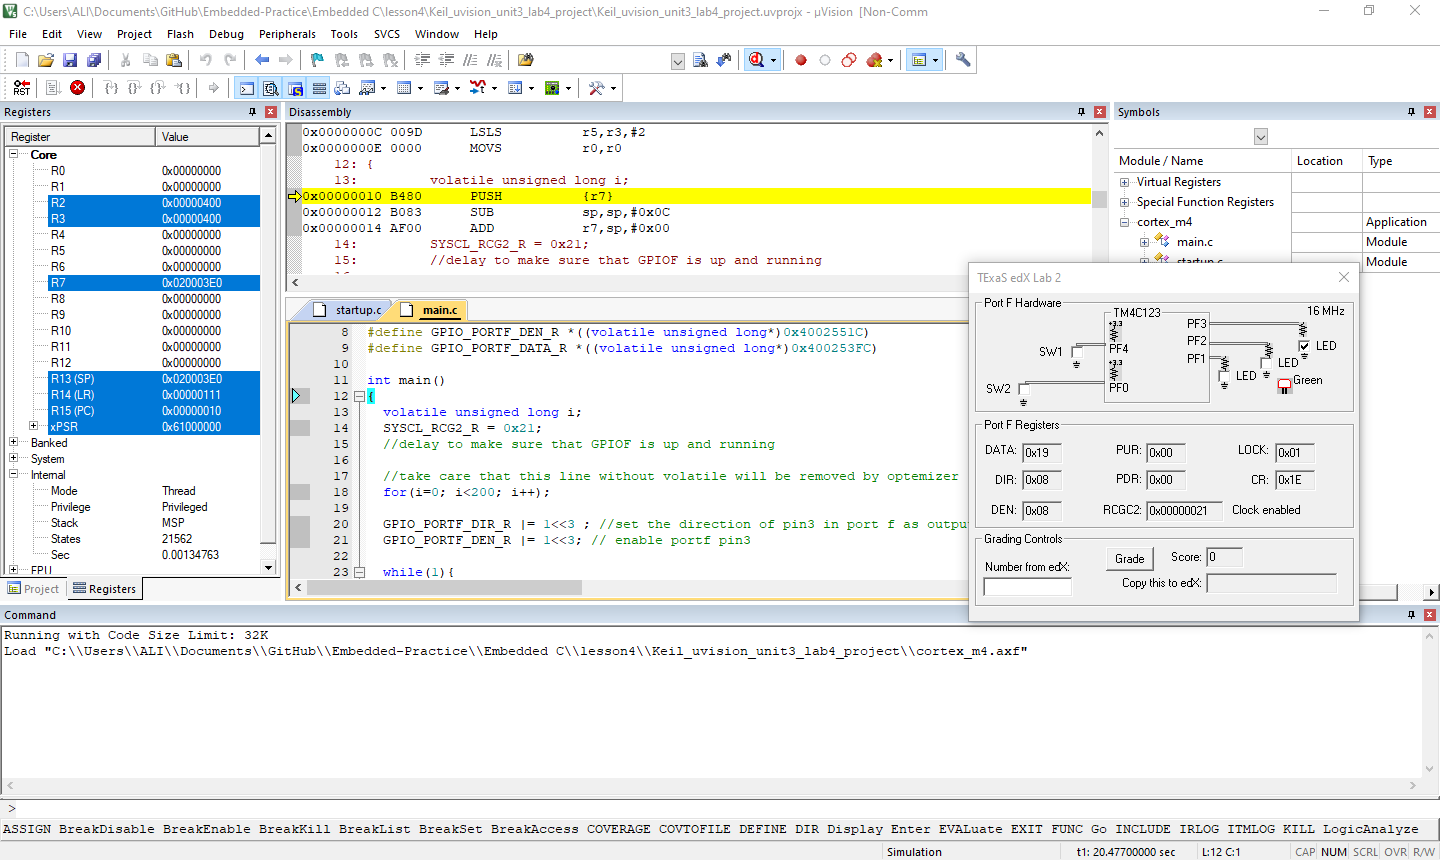 C:\Users\ALI\Documents\GitHub\Embedded-Practice\Embedded C\lesson4\Keil_uvision_unit3_lab4_project\Keil_uvision_unit3_lab4_project.uvprojx - µVision [Non-Comm
File Edit View Project Flash Debug Peripherals Tools SVCS Window Help
RST
Registers
Register Value
Core
R0 0x00000000
R1 0x00000000
R2 0x00000400
R3 0x00000400
R4 0x00000000
R5 0x00000000
R6 0x00000000
R7 0x020003E0
R8 0x00000000
R9 0x00000000
R10 0x00000000
R11 0x00000000
R12 0x00000000
R13 (SP) 0x020003E0
R14 (LR) 0x00000111
R15 (PC) 0x00000010
xPSR 0x61000000
Banked
System
Internal
Mode Thread
Privilege Privileged
Stack MSP
States 21562
Sec 0.00134763
FPU
Project Registers
Disassembly
0x0000000C 009D LSLS r5,r3,#2
0x0000000E 0000 MOVS r0,r0
12: {
13: volatile unsigned long i;
0x00000010 B480 PUSH {r7}
0x00000012 B083 SUB sp,sp,#0x0C
0x00000014 AF00 ADD r7,sp,#0x00
14: SYSCL_RCG2_R = 0x21;
15: //delay to make sure that GPIOF is up and running
startup.c main.c
8 #define GPIO_PORTF_DEN_R *((volatile unsigned long*)0x4002551C)
9 #define GPIO_PORTF_DATA_R *((volatile unsigned long*)0x400253FC)
10
11 int main()
12 {
13 volatile unsigned long i;
14 SYSCL_RCG2_R = 0x21;
15 //delay to make sure that GPIOF is up and running
16
17 //take care that this line without volatile will be removed by optemizer
18 for(i=0; i<200; i++);
19
20 GPIO_PORTF_DIR_R |= 1<<3 ; //set the direction of pin3 in port f as outpu
21 GPIO_PORTF_DEN_R |= 1<<3; // enable portf pin3
22
23 while(1){
Symbols
Module / Name Location Type
Virtual Registers
Special Function Registers
cortex_m4 Application
main.c Module
startup.c Module
TExaS edX Lab 2
Port F Hardware
TM4C123 16 MHz
+3.3 PF3
PF2
SW1 PF4 PF1 LED
+3.3 LED
LED Green
SW2 PF0
Port F Registers
DATA: 0x19 PUR: 0x00 LOCK: 0x01
DIR: 0x08 PDR: 0x00 CR: 0x1E
DEN: 0x08 RCGC2: 0x00000021 Clock enabled
Grading Controls
Number from edX: Grade Score: 0
Copy this to edX:
Command
Running with Code Size Limit: 32K
Load "C:\\Users\\ALI\\Documents\\GitHub\\Embedded-Practice\\Embedded C\\lesson4\\Keil_uvision_unit3_lab4_project\\cortex_m4.axf"
>
ASSIGN BreakDisable BreakEnable BreakKill BreakList BreakSet BreakAccess COVERAGE COVTOFILE DEFINE DIR Display Enter EVALuate EXIT FUNC Go INCLUDE IRLOG ITMLOG KILL LogicAnalyze
Simulation t1: 20.47700000 sec L:12 C:1 CAP NUM SCRL OVR R/W